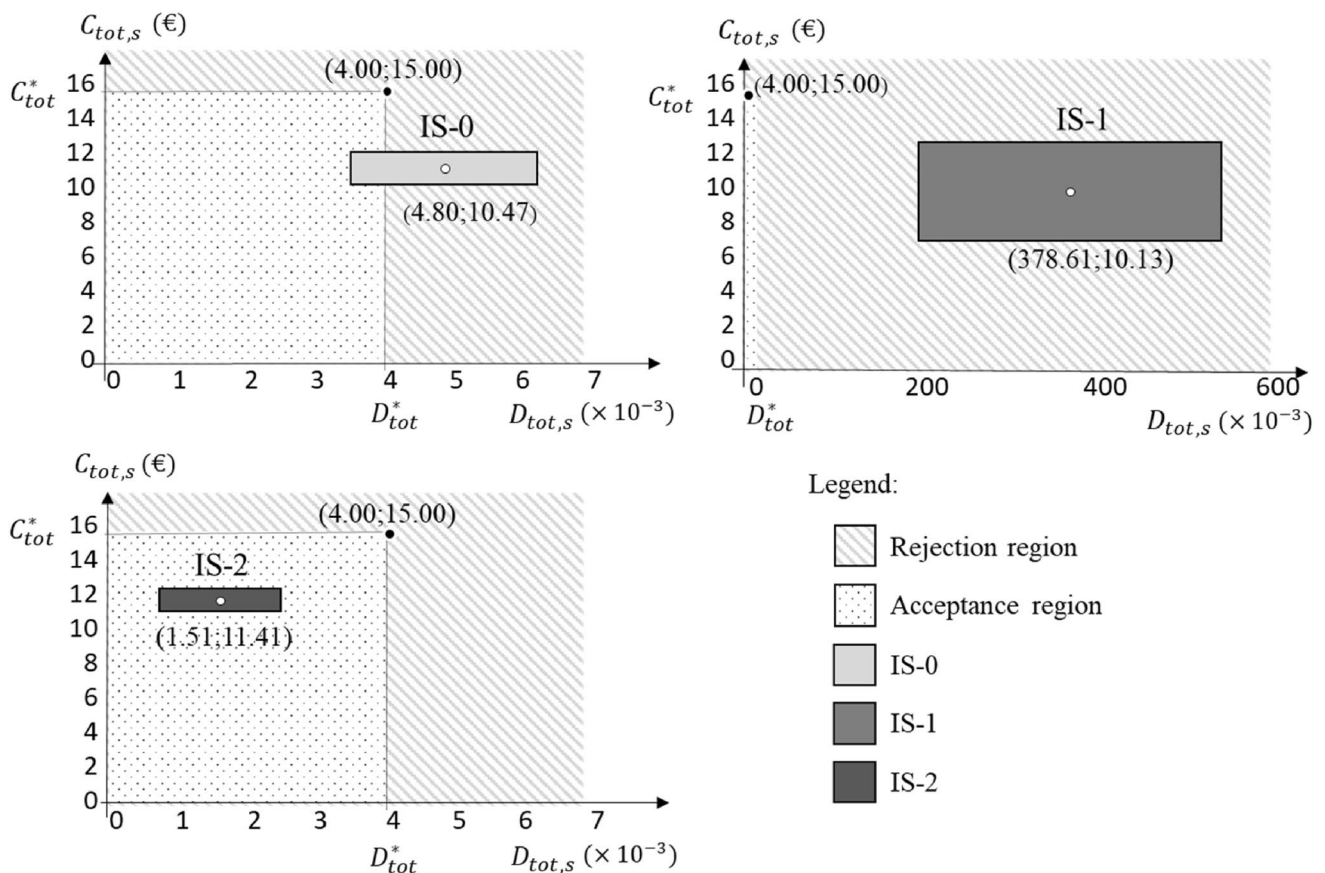 C_{tot,s} (€)
16
C^*_{tot}
14
12
10
8
6
4
2
0
(4.00;15.00)
IS-0
(4.80;10.47)
0 1 2 3 4 5 6 7
D^*_{tot} D_{tot,s} (× 10^{-3})
C_{tot,s} (€)
16
C^*_{tot}
14
12
10
8
6
4
2
0
(4.00;15.00)
IS-1
(378.61;10.13)
0 200 400 600
D^*_{tot} D_{tot,s} (× 10^{-3})
C_{tot,s} (€)
16
C^*_{tot}
14
12
10
8
6
4
2
0
(4.00;15.00)
IS-2
(1.51;11.41)
0 1 2 3 4 5 6 7
D^*_{tot} D_{tot,s} (× 10^{-3})
Legend:
Rejection region
Acceptance region
IS-0
IS-1
IS-2